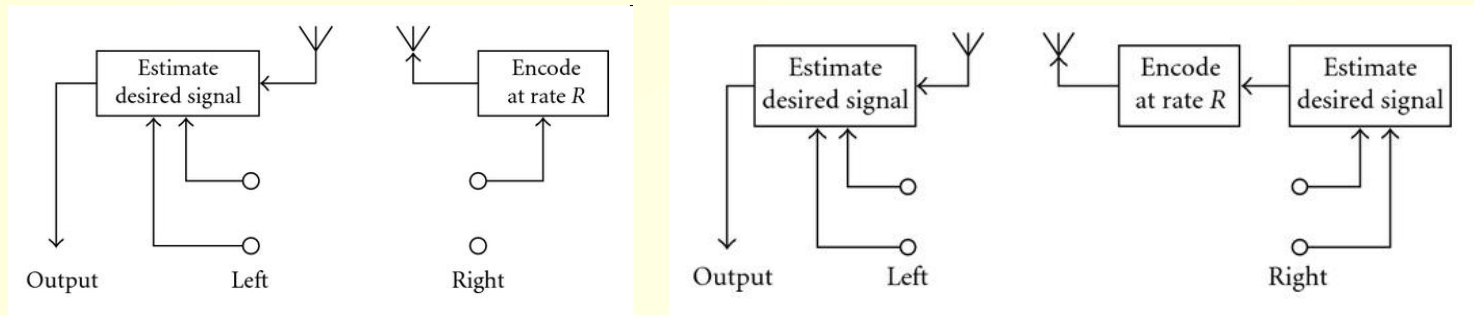 Estimate
desired signal
Encode
at rate R
Output
Left
Right
Estimate
desired signal
Encode
at rate R
Estimate
desired signal
Output
Left
Right